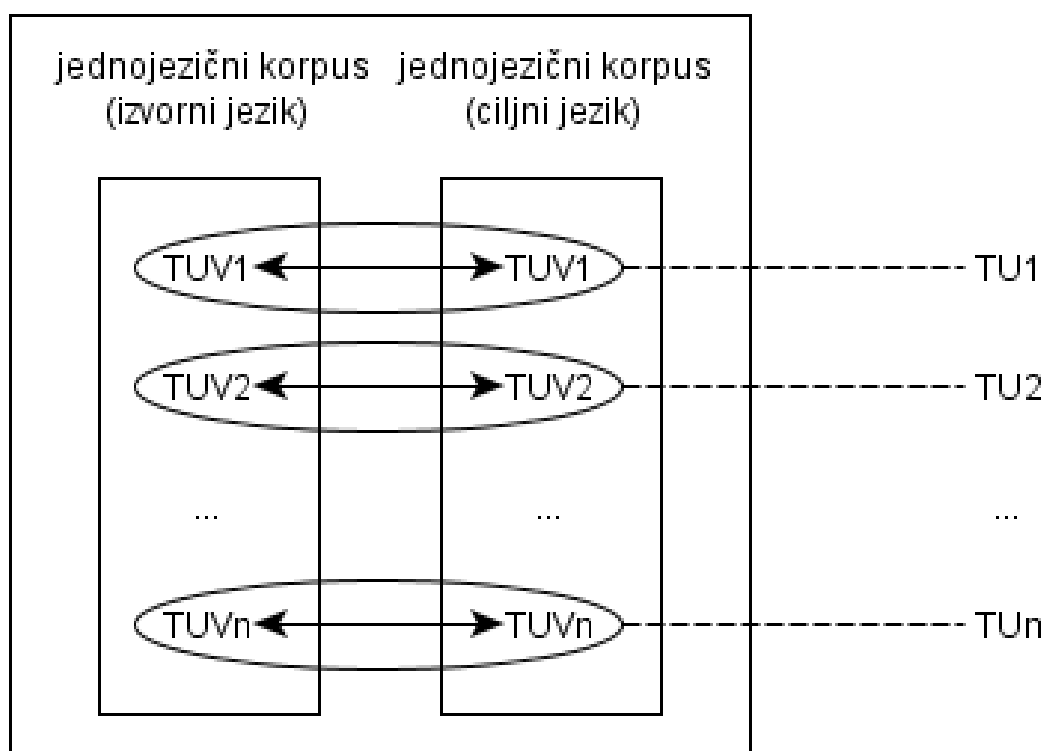 jednojezični korpus jednojezični korpus
(izvorni jezik) (ciljni jezik)
TUV1 TUV1 TU1
TUV2 TUV2 TU2
... ... ...
TUVn TUVn TUn